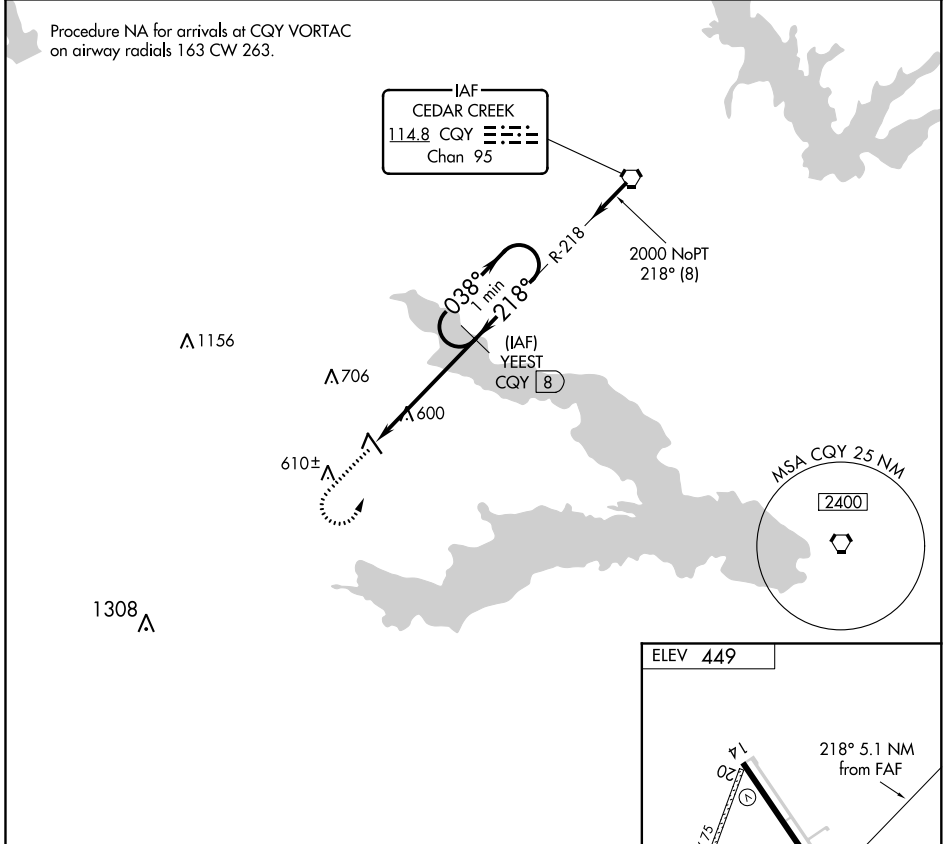 Procedure NA for arrivals at CQY VORTAC
on airway radials 163 CW 263.
IAF
CEDAR CREEK
114.8 CQY
Chan 95
R-218
2000 NoPT
218° (8)
038°
1 min
218°
(IAF)
YEEST
CQY 8
1156
706
600
610±
MSA CQY 25 NM
2400
1308
ELEV 449
14
20
V
218° 5.1 NM
from FAF
75